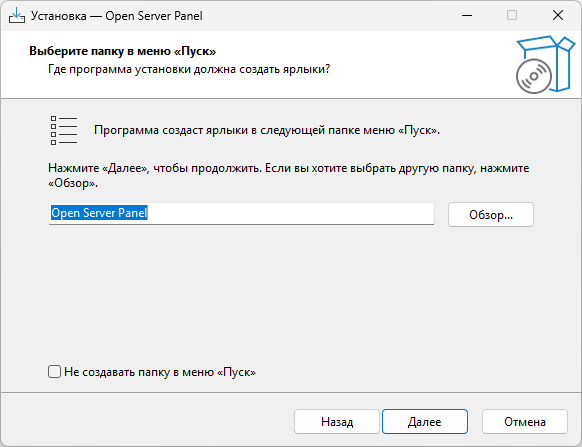 Установка — Open Server Panel
Выберите папку в меню «Пуск»
Где программа установки должна создать ярлыки?
Программа создаст ярлыки в следующей папке меню «Пуск».
Нажмите «Далее», чтобы продолжить. Если вы хотите выбрать другую папку, нажмите
«Обзор».
Open Server Panel
Обзор...
Не создавать папку в меню «Пуск»
Назад
Далее
Отмена